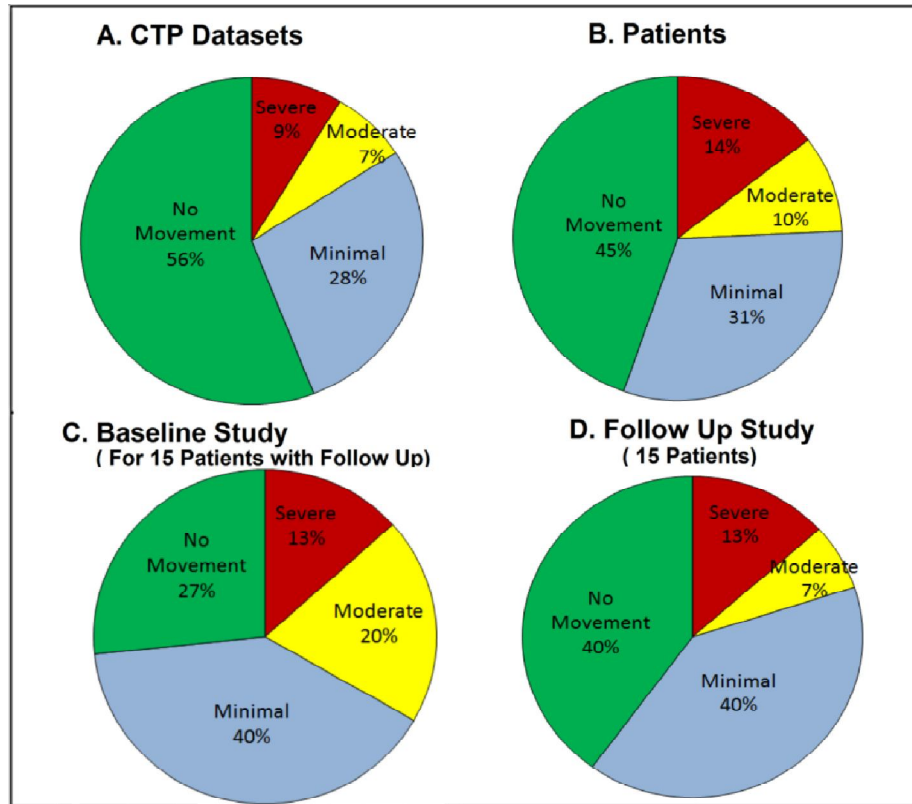 A. CTP Datasets
Severe
9%
Moderate
7%
Minimal
28%
No
Movement
56%
B. Patients
Severe
14%
Moderate
10%
Minimal
31%
No
Movement
45%
C. Baseline Study
( For 15 Patients with Follow Up)
Severe
13%
Moderate
20%
Minimal
40%
No
Movement
27%
D. Follow Up Study
( 15 Patients)
Severe
13%
Moderate
7%
Minimal
40%
No
Movement
40%